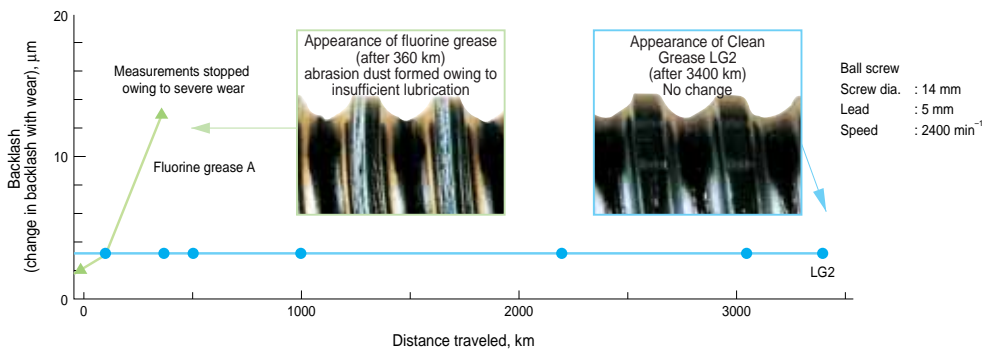 20
10
0
Backlash
(change in backlash with wear), μm
Measurements stopped
owing to severe wear
Fluorine grease A
Appearance of fluorine grease
(after 360 km)
abrasion dust formed owing to
insufficient lubrication
Appearance of Clean
Grease LG2
(after 3400 km)
No change
Ball screw
Screw dia. : 14 mm
Lead : 5 mm
Speed : 2400 min⁻¹
LG2
0
1000
2000
3000
Distance traveled, km